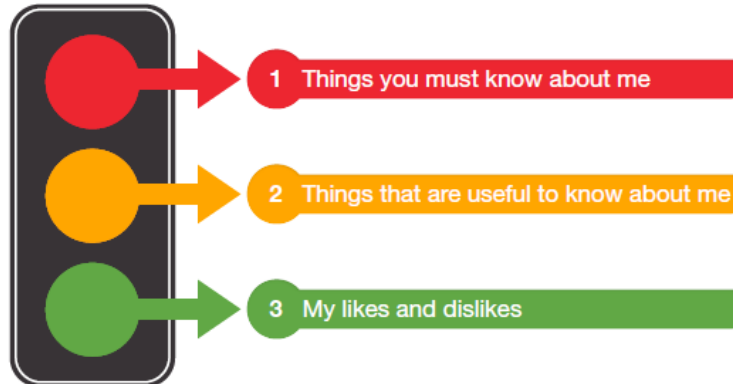 1 Things you must know about me
2 Things that are useful to know about me
3 My likes and dislikes